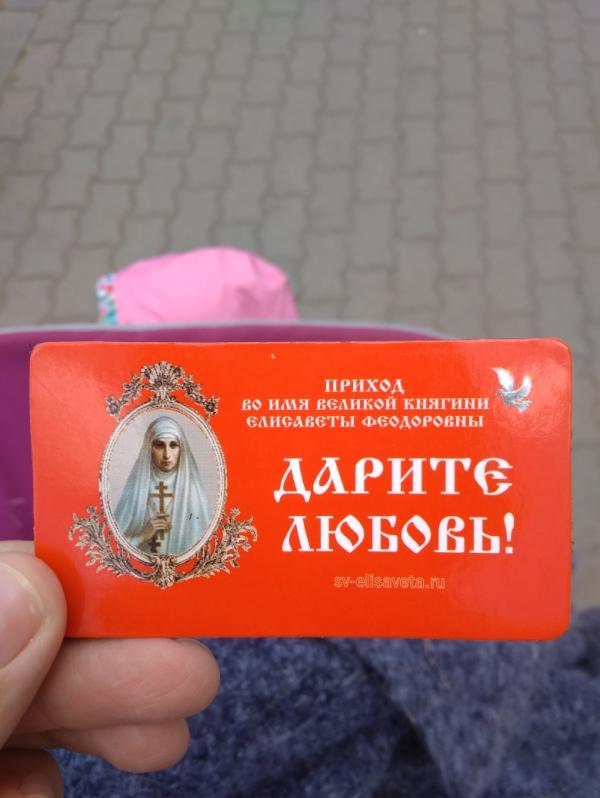 ПРИХОД
ВО ИМЯ ВЕЛИКОЙ КНЯГИНИ
ЕЛИСАВЕТЫ ФЕОДОРОВНЫ
ДАРИТЕ
ЛЮБОВЬ!
sv-elisaveta.ru